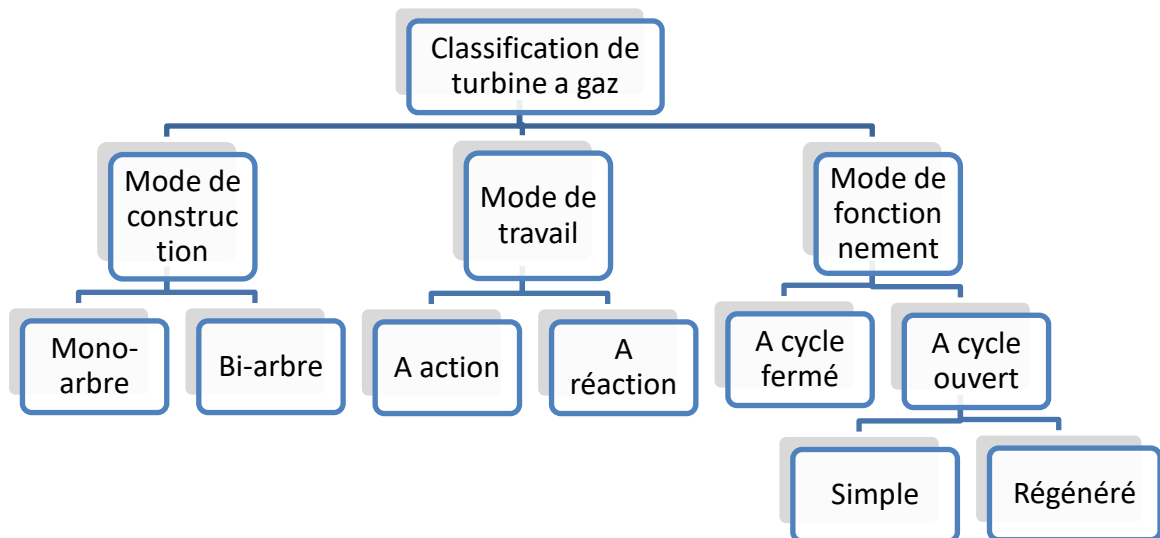 Classification de
turbine a gaz
Mode de
construc
tion
Mode de
travail
Mode de
fonction
nement
Mono-
arbre
Bi-arbre
A action
A
réaction
A cycle
fermé
A cycle
ouvert
Simple
Régénéré